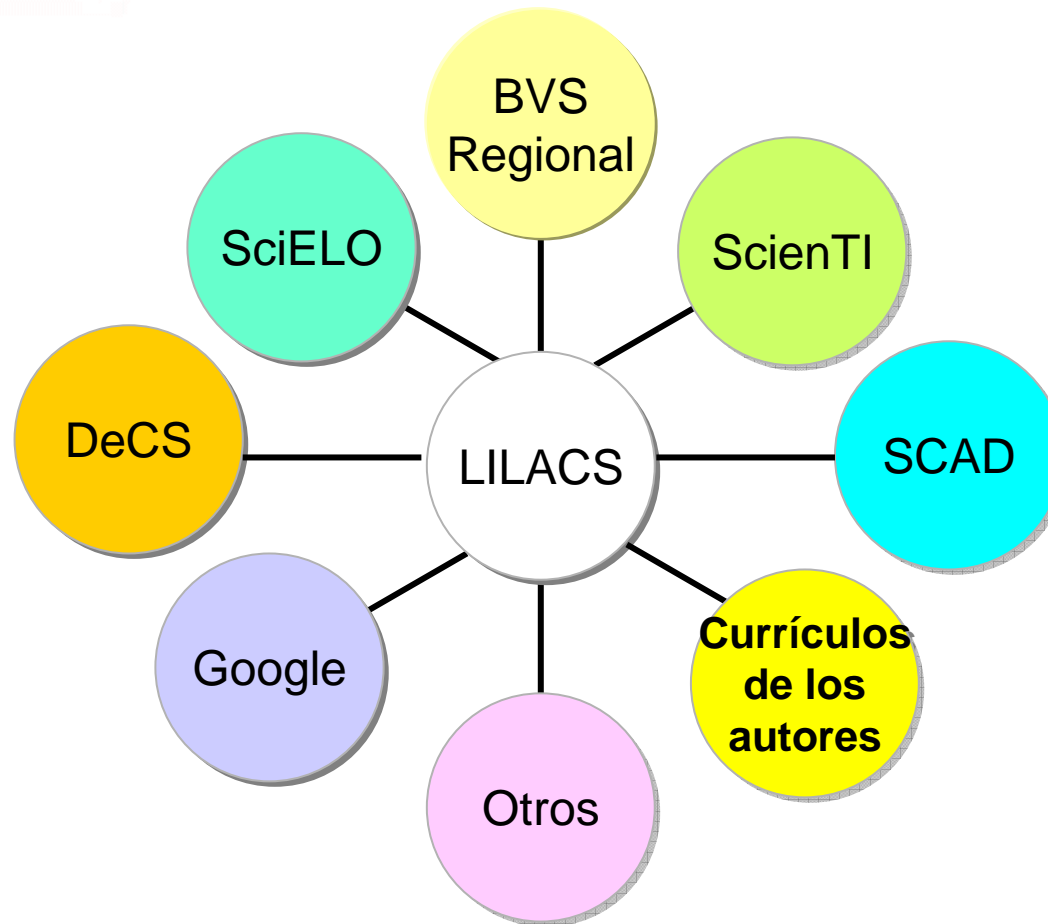 BVS
Regional
SciELO
ScienTI
DeCS
LILACS
SCAD
Google
Currículos
de los
autores
Otros